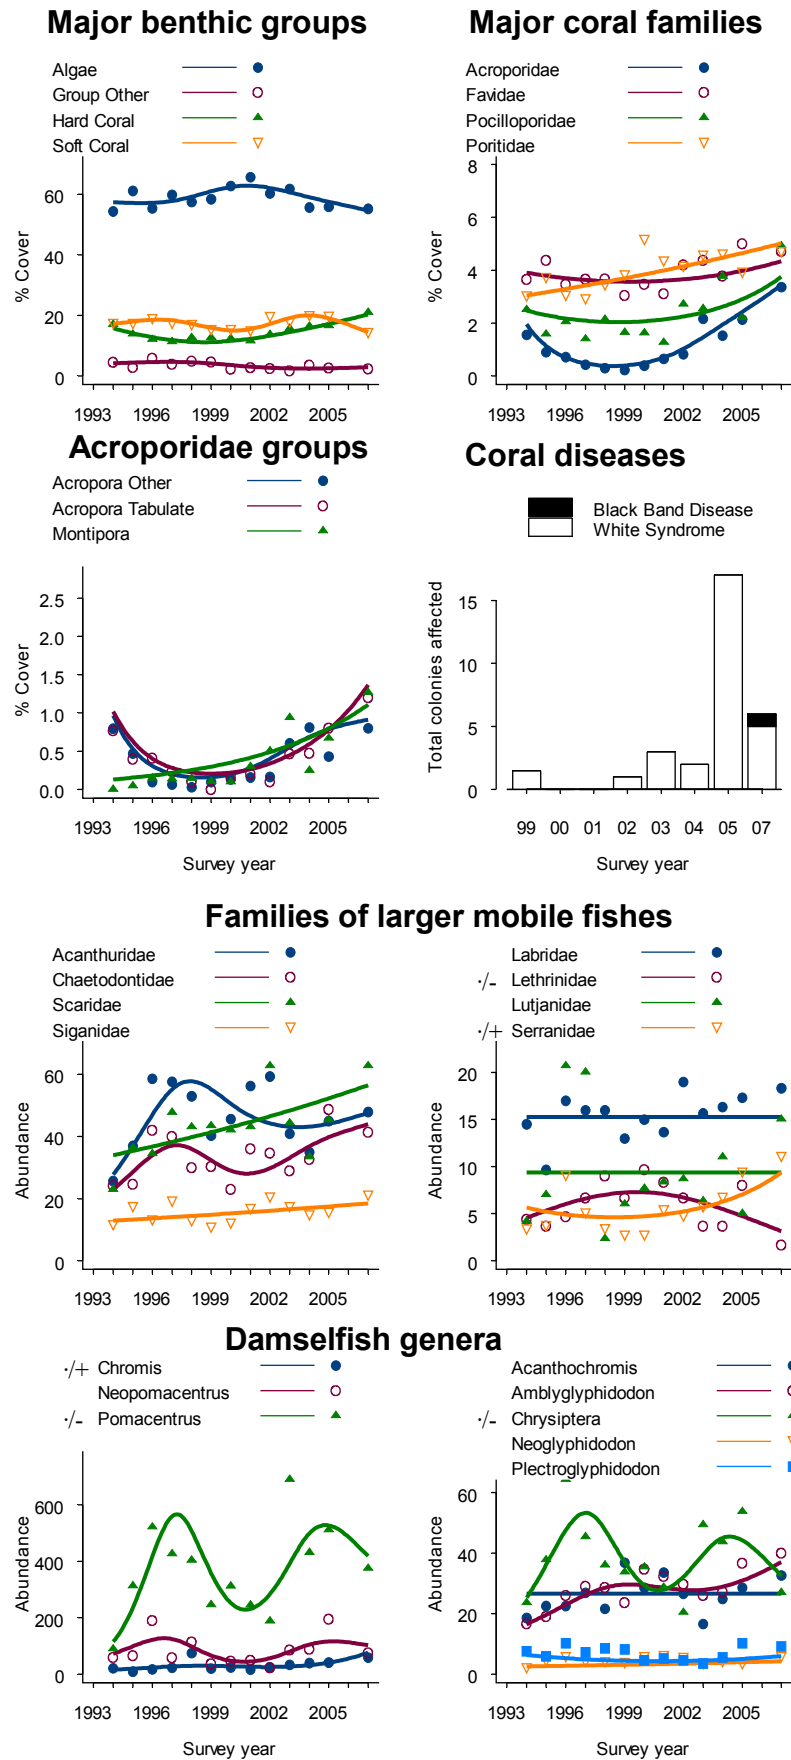 Major benthic groups
Algae
Group Other
Hard Coral
Soft Coral
% Cover
60
40
20
0
1993 1996 1999 2002 2005
Major coral families
Acroporidae
Favidae
Pocilloporidae
Poritidae
% Cover
8
6
4
2
0
1993 1996 1999 2002 2005
Acroporidae groups
Acropora Other
Acropora Tabulate
Montipora
% Cover
2.5
2.0
1.5
1.0
0.5
0.0
1993 1996 1999 2002 2005
Survey year
Coral diseases
Black Band Disease
White Syndrome
Total colonies affected
15
10
5
0
99 00 01 02 03 04 05 07
Survey year
Families of larger mobile fishes
Acanthuridae
Chaetodontidae
Scaridae
Siganidae
Abundance
60
40
20
0
1993 1996 1999 2002 2005
Labridae
·/- Lethrinidae
Lutjanidae
·/+ Serranidae
Abundance
20
15
10
5
0
1993 1996 1999 2002 2005
Damselfish genera
·/+ Chromis
Neopomacentrus
·/- Pomacentrus
Abundance
600
400
200
0
1993 1996 1999 2002 2005
Survey year
Acanthochromis
Amblyglyphidodon
·/- Chrysiptera
Neoglyphidodon
Plectroglyphidodon
Abundance
60
40
20
0
1993 1996 1999 2002 2005
Survey year